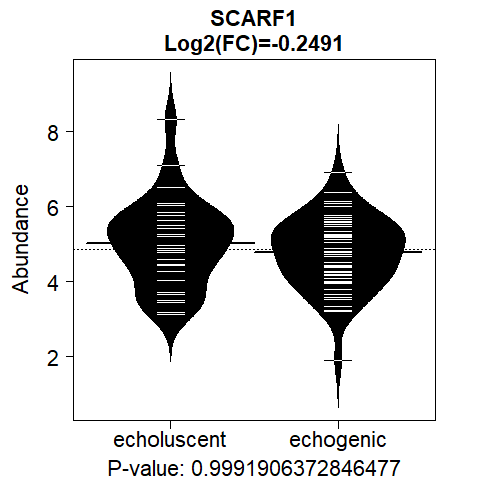 SCARF1
Log2(FC)=-0.2491
Abundance
8
6
4
2
echoluscent echogenic
P-value: 0.9991906372846477